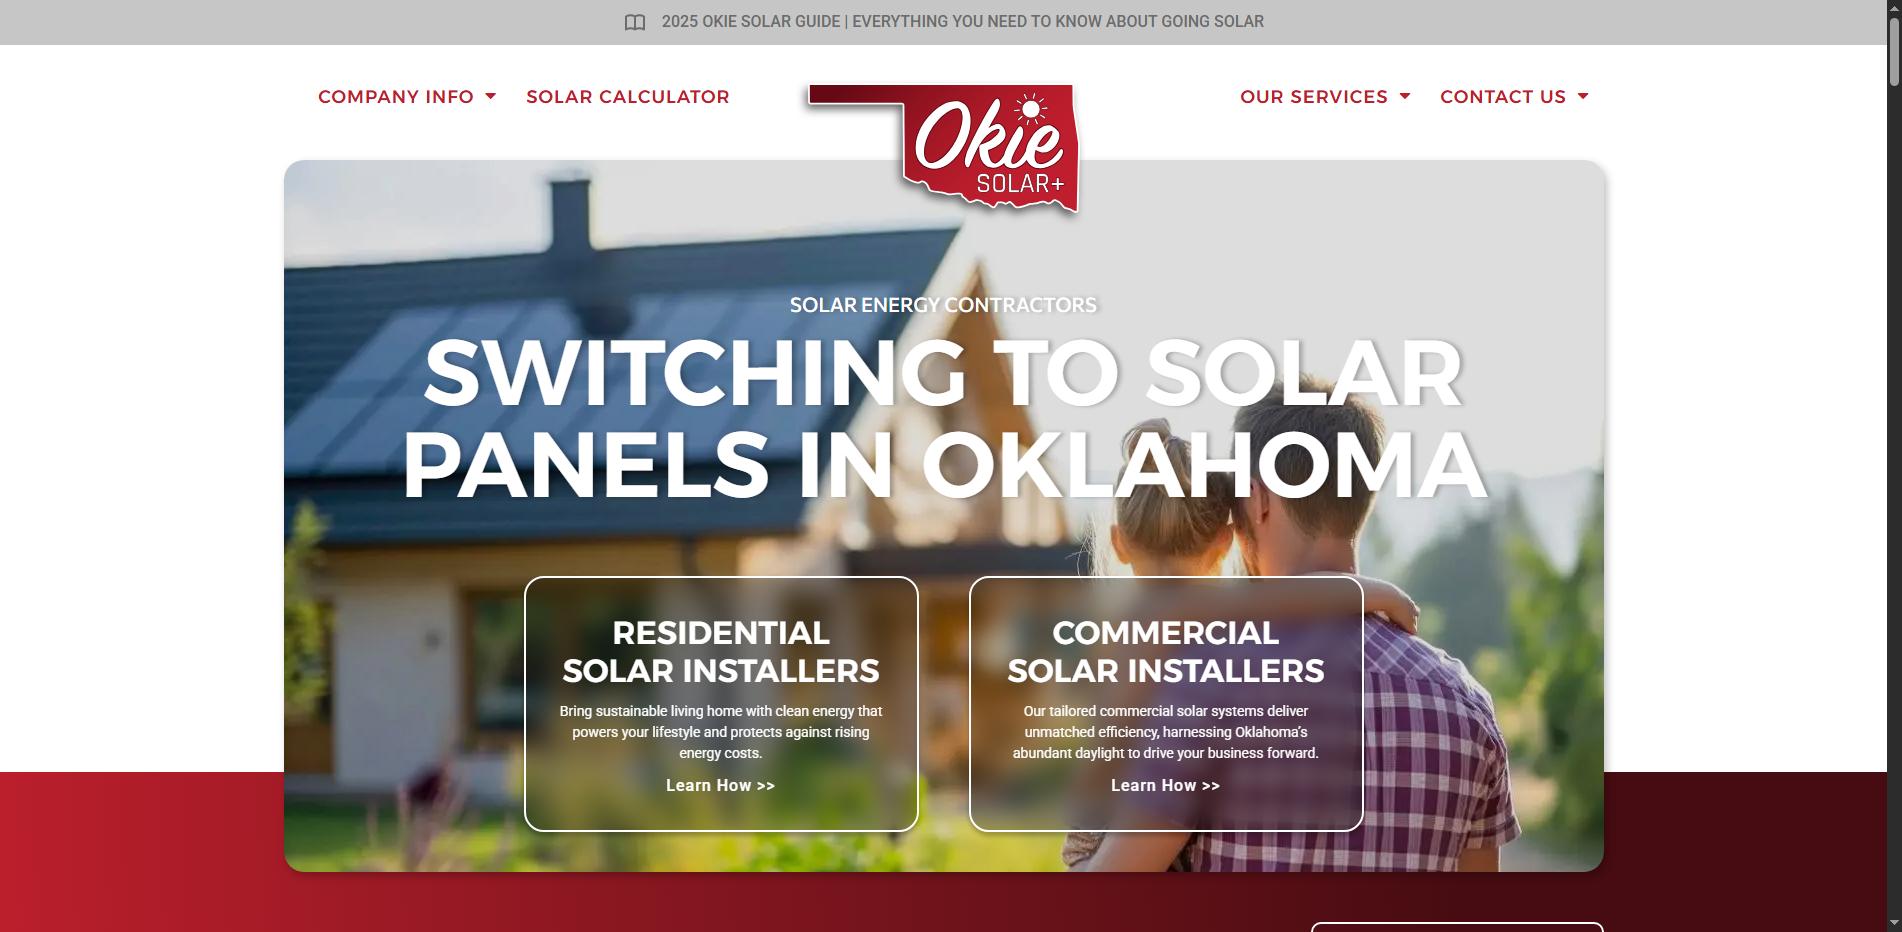 2025 OKIE SOLAR GUIDE | EVERYTHING YOU NEED TO KNOW ABOUT GOING SOLAR
COMPANY INFO
SOLAR CALCULATOR
Okie
SOLAR+
OUR SERVICES
CONTACT US
SOLAR ENERGY CONTRACTORS
SWITCHING TO SOLAR
PANELS IN OKLAHOMA
RESIDENTIAL
SOLAR INSTALLERS
Bring sustainable living home with clean energy that
powers your lifestyle and protects against rising
energy costs.
Learn How >>
COMMERCIAL
SOLAR INSTALLERS
Our tailored commercial solar systems deliver
unmatched efficiency, harnessing Oklahoma's
abundant daylight to drive your business forward.
Learn How >>